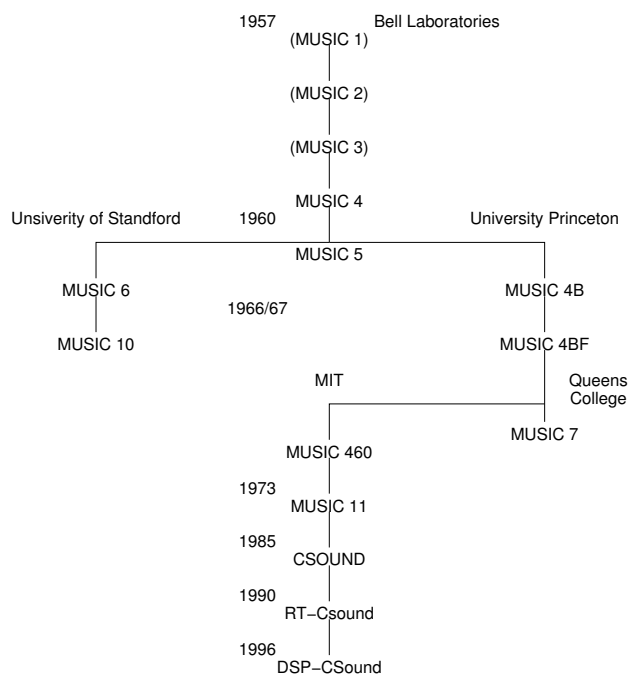 1957 Bell Laboratories
(MUSIC 1)
(MUSIC 2)
(MUSIC 3)
MUSIC 4
Unsiverity of Standford 1960 University Princeton
MUSIC 5
MUSIC 6 MUSIC 4B
1966/67
MUSIC 10 MUSIC 4BF
MIT Queens
College
MUSIC 7
MUSIC 460
1973
MUSIC 11
1985
CSOUND
1990
RT−Csound
1996
DSP−CSound